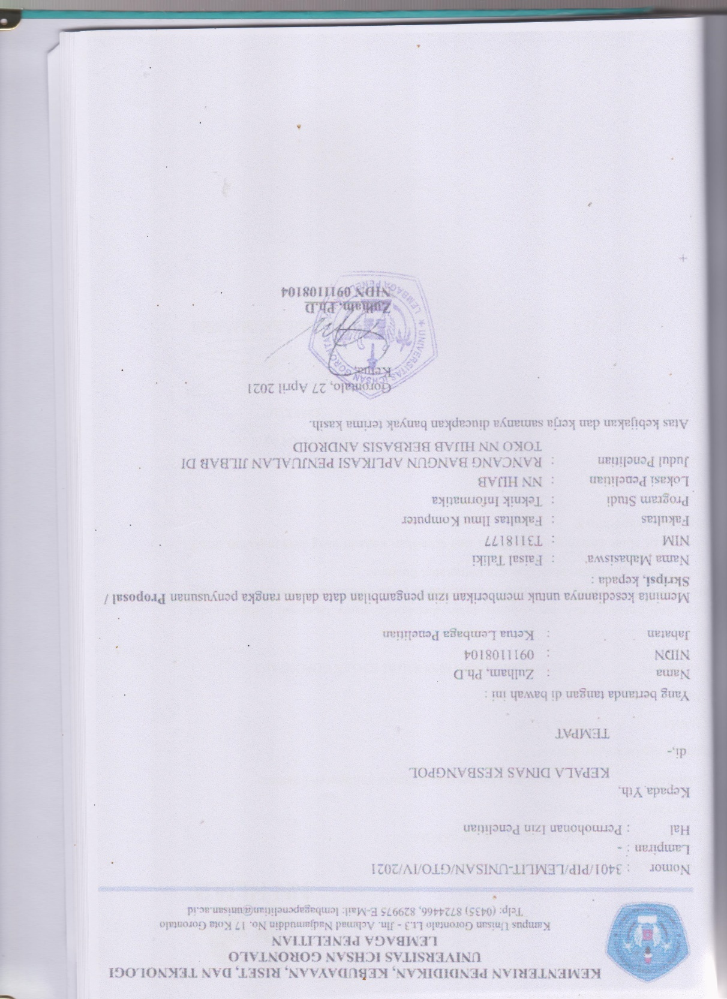 KEMENTERIAN PENDIDIKAN, KEBUDAYAAN, RISET, DAN TEKNOLOGI
UNIVERSITAS ICHSAN GORONTALO
LEMBAGA PENELITIAN
Kampus Unisan Gorontalo Lt.3 - Jln. Achmad Nadjamuddin No. 17 Kota Gorontalo
Telp: (0435) 8724466, 829975 E-Mail: lembagapenelitian@unisan.ac.id
Nomor : 3401/PIP/LEMLIT-UNISAN/GTO/IV/2021
Lampiran : -
Hal : Permohonan Izin Penelitian
Kepada Yth,
KEPALA DINAS KESBANGPOL
di,-
TEMPAT
Yang bertanda tangan di bawah ini :
Nama : Zulham, Ph.D
NIDN : 0911108104
Jabatan : Ketua Lembaga Penelitian
Meminta kesediannya untuk memberikan izin pengambilan data dalam rangka penyusunan Proposal /
Skripsi, kepada :
Nama Mahasiswa : Faisal Taliki
NIM : T3118177
Fakultas : Fakultas Ilmu Komputer
Program Studi : Teknik Informatika
Lokasi Penelitian : NN HIJAB
Judul Penelitian : RANCANG BANGUN APLIKASI PENJUALAN JILBAB DI
TOKO NN HIJAB BERBASIS ANDROID
Atas kebijakan dan kerja samanya diucapkan banyak terima kasih.
Gorontalo, 27 April 2021
Ketua,
UNIVERSITAS ICHSAN GORONTALO
LEMBAGA
Zulham, Ph.D
NIDN 0911108104
+